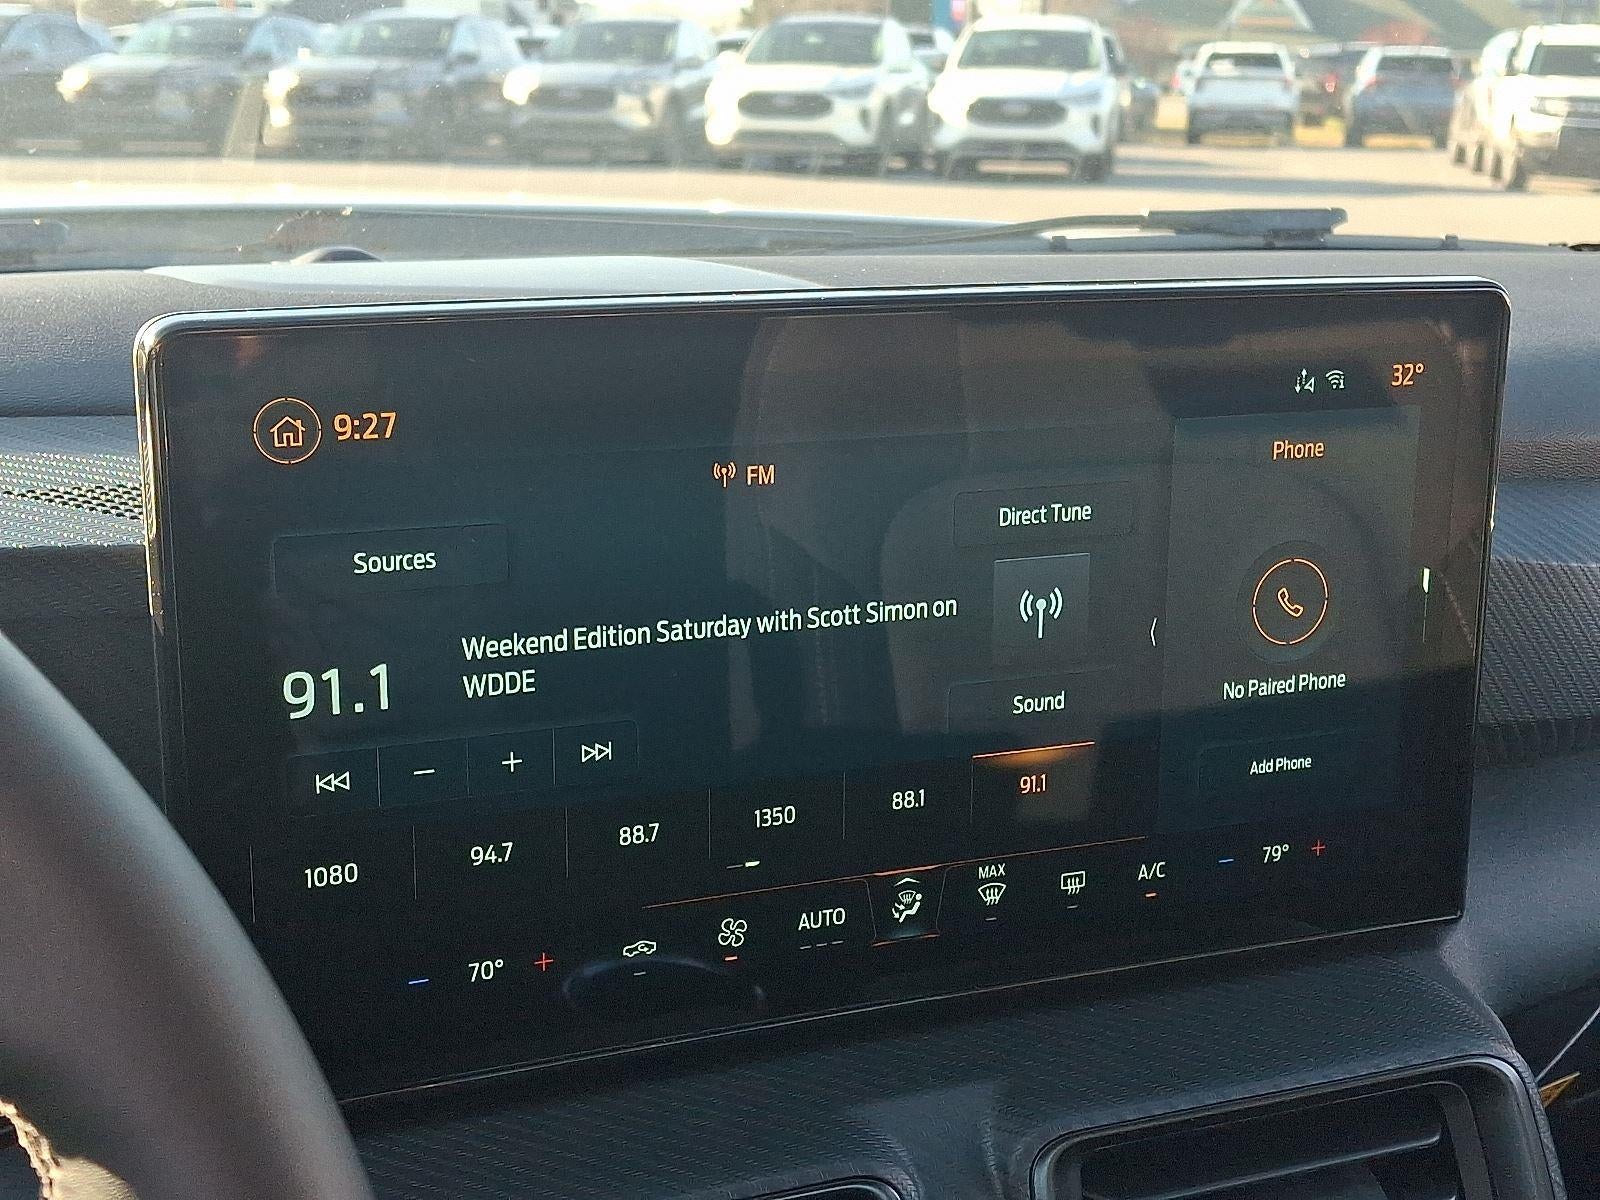 32°
9:27
Phone
FM
Direct Tune
Sources
Weekend Edition Saturday with Scott Simon on
WDDE
91.1
Sound
No Paired Phone
Add Phone
1080
94.7
88.7
1350
88.1
91.1
70°
AUTO
MAX
A/C
79°